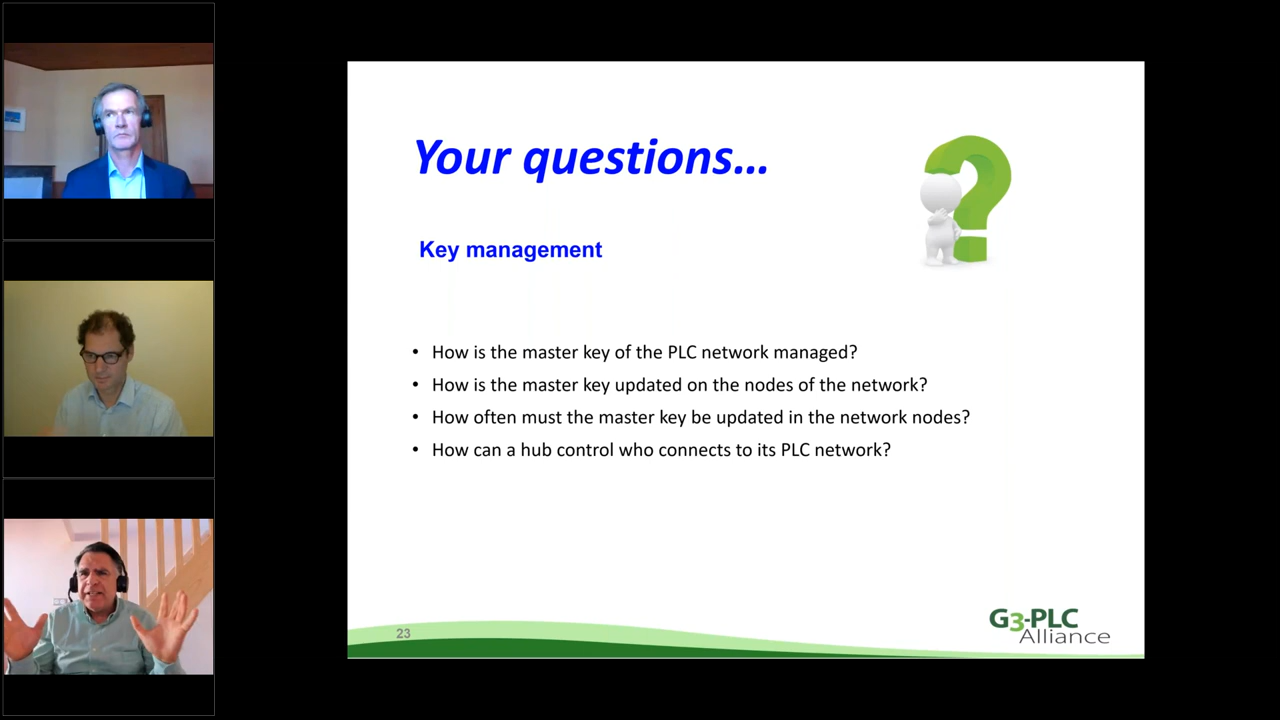 Your questions...
Key management
• How is the master key of the PLC network managed?
• How is the master key updated on the nodes of the network?
• How often must the master key be updated in the network nodes?
• How can a hub control who connects to its PLC network?
23
G3-PLC
Alliance